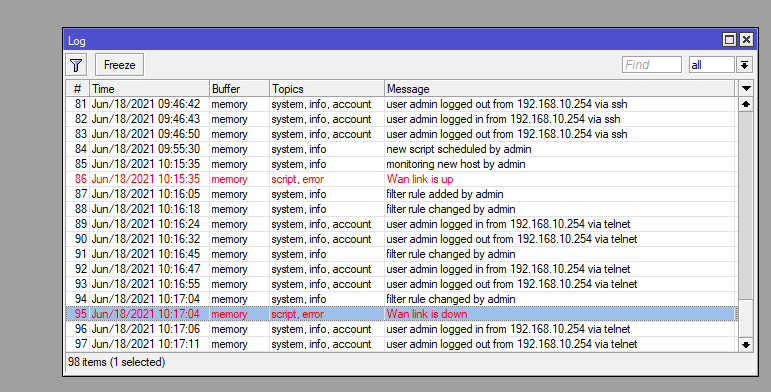 Log
Freeze Find all
# Time Buffer Topics Message
81 Jun/18/2021 09:46:42 memory system, info, account user admin logged out from 192.168.10.254 via ssh
82 Jun/18/2021 09:46:43 memory system, info, account user admin logged in from 192.168.10.254 via ssh
83 Jun/18/2021 09:46:50 memory system, info, account user admin logged out from 192.168.10.254 via ssh
84 Jun/18/2021 09:55:30 memory system, info new script scheduled by admin
85 Jun/18/2021 10:15:35 memory system, info monitoring new host by admin
86 Jun/18/2021 10:15:35 memory script, error Wan link is up
87 Jun/18/2021 10:16:05 memory system, info filter rule added by admin
88 Jun/18/2021 10:16:18 memory system, info filter rule changed by admin
89 Jun/18/2021 10:16:24 memory system, info, account user admin logged in from 192.168.10.254 via telnet
90 Jun/18/2021 10:16:32 memory system, info, account user admin logged out from 192.168.10.254 via telnet
91 Jun/18/2021 10:16:45 memory system, info filter rule changed by admin
92 Jun/18/2021 10:16:47 memory system, info, account user admin logged in from 192.168.10.254 via telnet
93 Jun/18/2021 10:16:55 memory system, info, account user admin logged out from 192.168.10.254 via telnet
94 Jun/18/2021 10:17:04 memory system, info filter rule changed by admin
95 Jun/18/2021 10:17:04 memory script, error Wan link is down
96 Jun/18/2021 10:17:06 memory system, info, account user admin logged in from 192.168.10.254 via telnet
97 Jun/18/2021 10:17:11 memory system, info, account user admin logged out from 192.168.10.254 via telnet
98 items (1 selected)